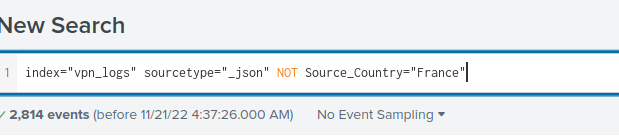 New Search
1 index="vpn_logs" sourcetype="_json" NOT Source_Country="France"
✓ 2,814 events (before 11/21/22 4:37:26.000 AM) No Event Sampling ▾